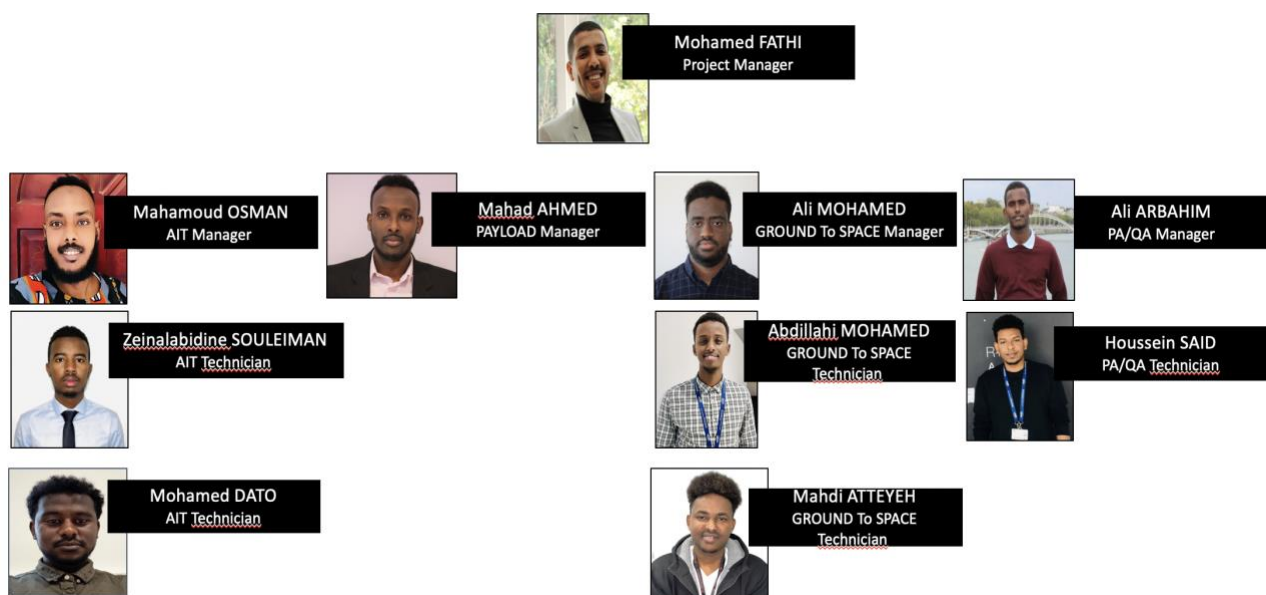 Mohamed FATHI
Project Manager
Mahamoud OSMAN
AIT Manager
Mahad AHMED
PAYLOAD Manager
Ali MOHAMED
GROUND To SPACE Manager
Ali ARBAHIM
PA/QA Manager
Zeinalabidine SOULEIMAN
AIT Technician
Abdillahi MOHAMED
GROUND To SPACE
Technician
Houssein SAID
PA/QA Technician
Mohamed DATO
AIT Technician
Mahdi ATTEYEH
GROUND To SPACE
Technician